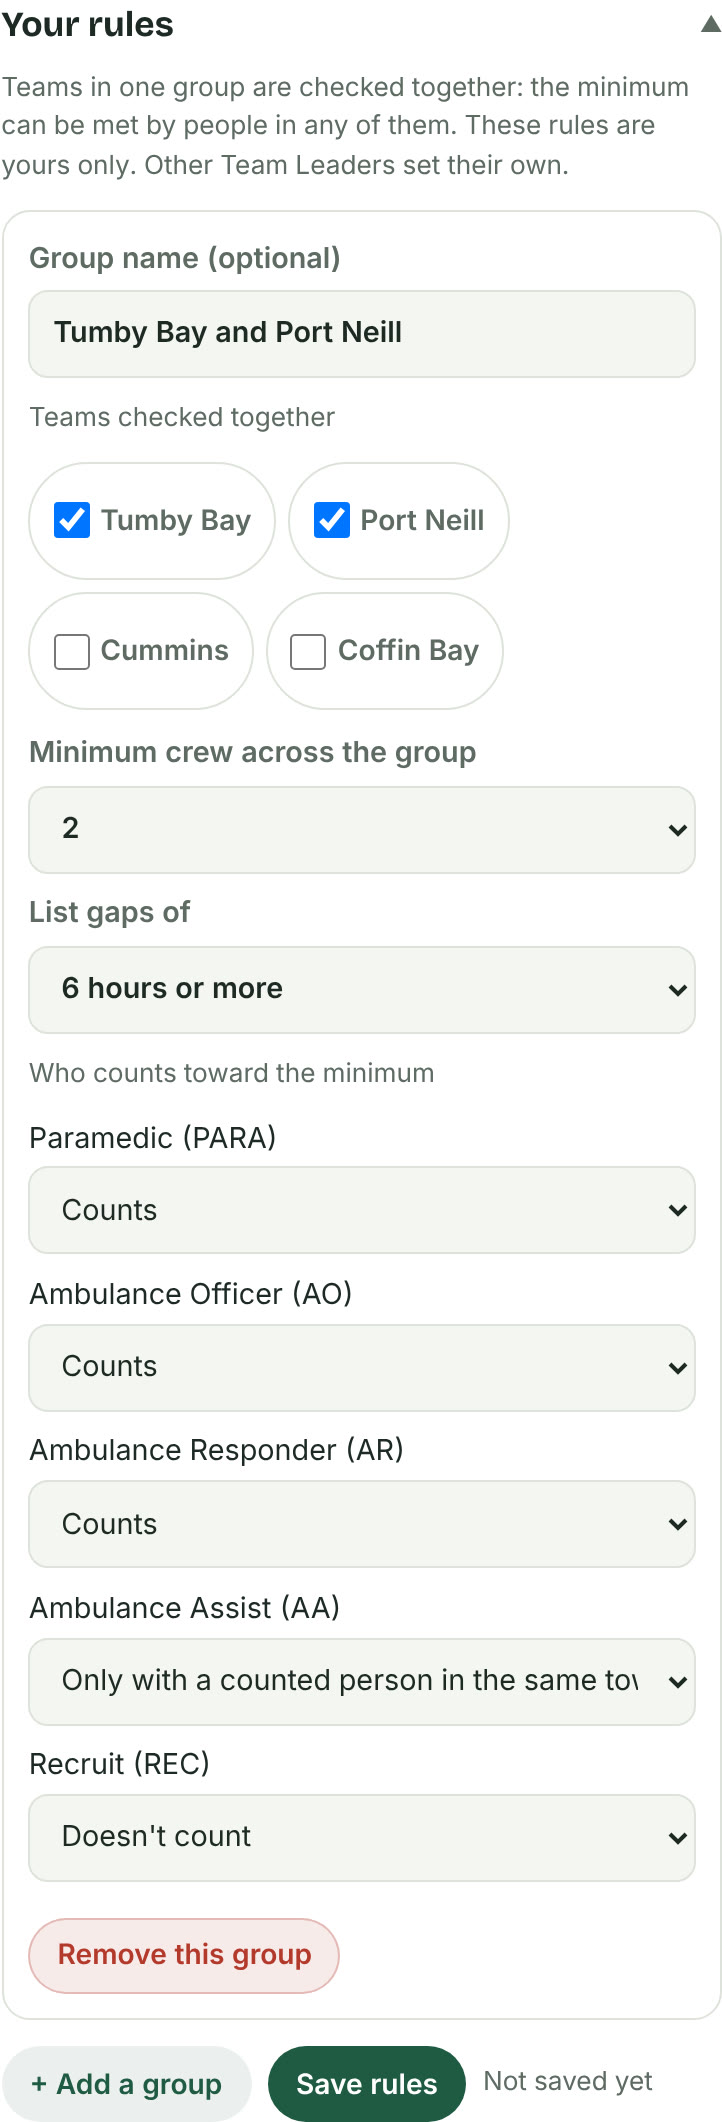 Your rules
Teams in one group are checked together: the minimum
can be met by people in any of them. These rules are
yours only. Other Team Leaders set their own.
Group name (optional)
Tumby Bay and Port Neill
Teams checked together
Tumby Bay
Port Neill
Cummins
Coffin Bay
Minimum crew across the group
2
List gaps of
6 hours or more
Who counts toward the minimum
Paramedic (PARA)
Counts
Ambulance Officer (AO)
Counts
Ambulance Responder (AR)
Counts
Ambulance Assist (AA)
Only with a counted person in the same
Recruit (REC)
Doesn't count
Remove this group
+ Add a group
Save rules
Not saved yet